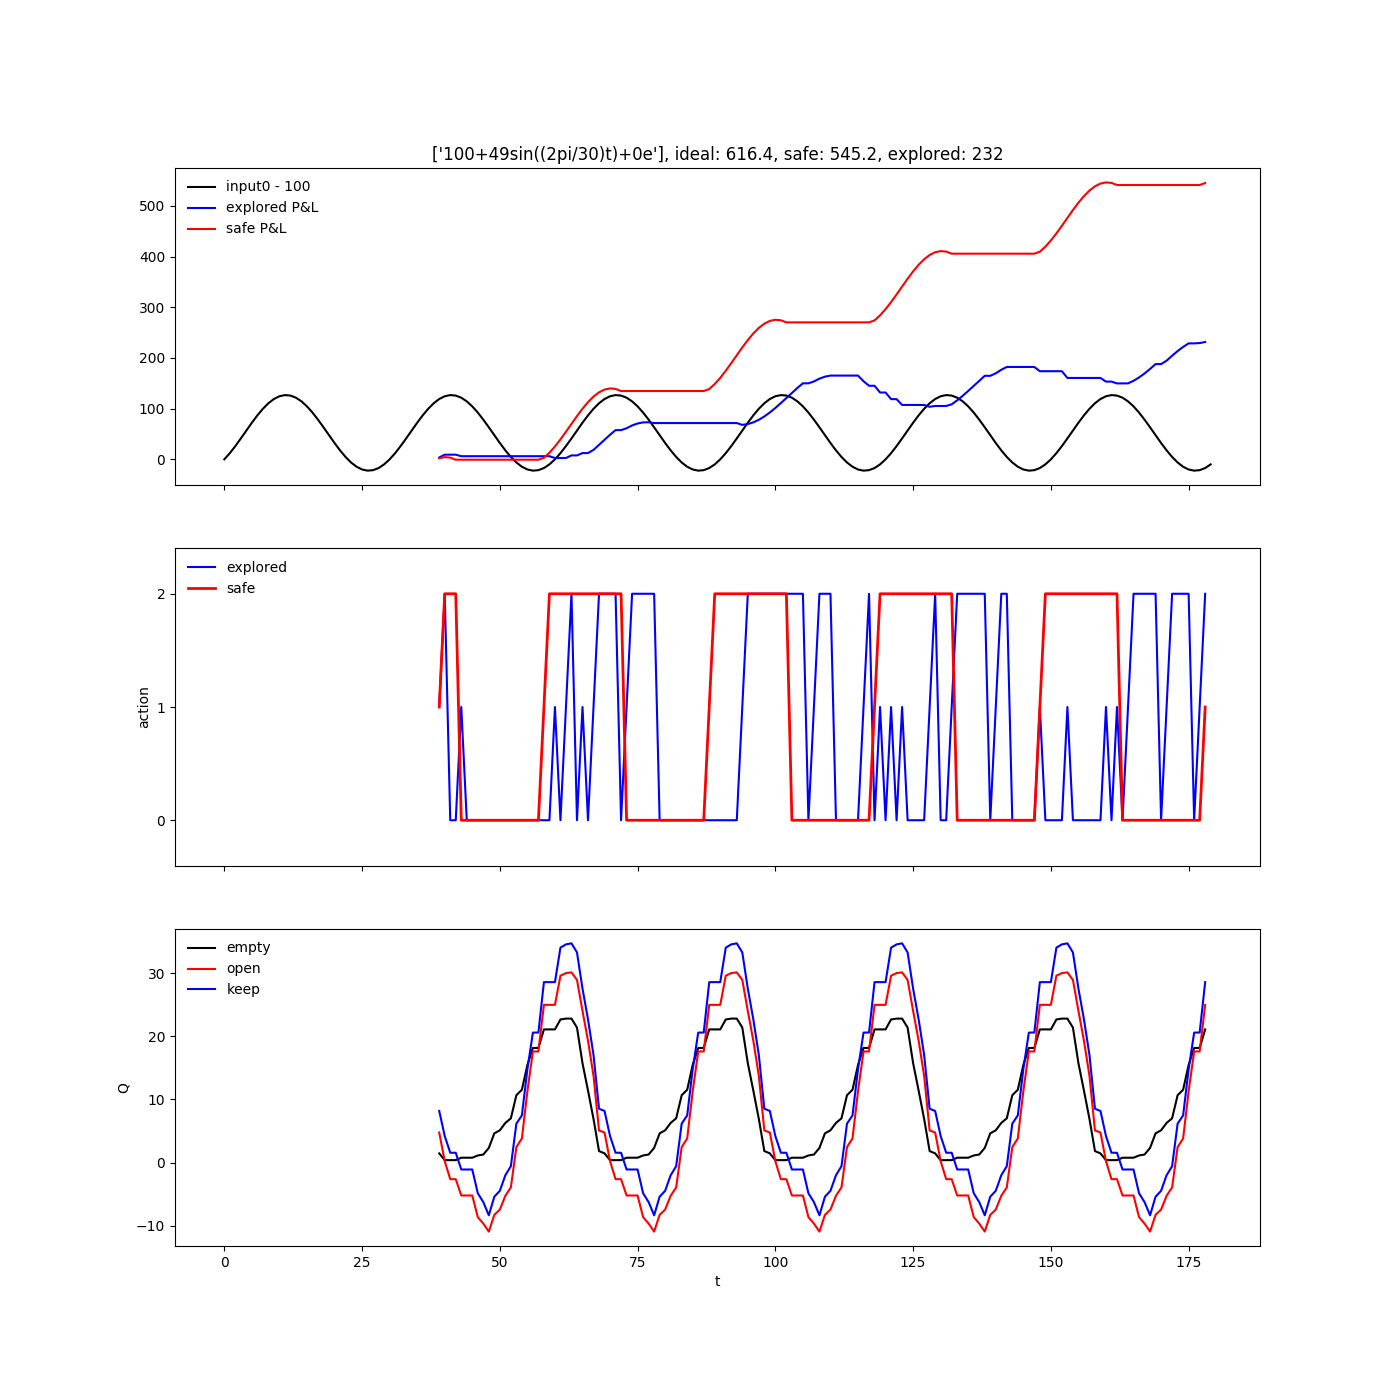 ['100+49sin((2pi/30)t)+0e'], ideal: 616.4, safe: 545.2, explored: 232
input0 - 100
explored P&L
safe P&L
500
400
300
200
100
0
explored
safe
2
1
0
action
empty
open
keep
30
20
10
0
−10
Q
0 25 50 75 100 125 150 175
t